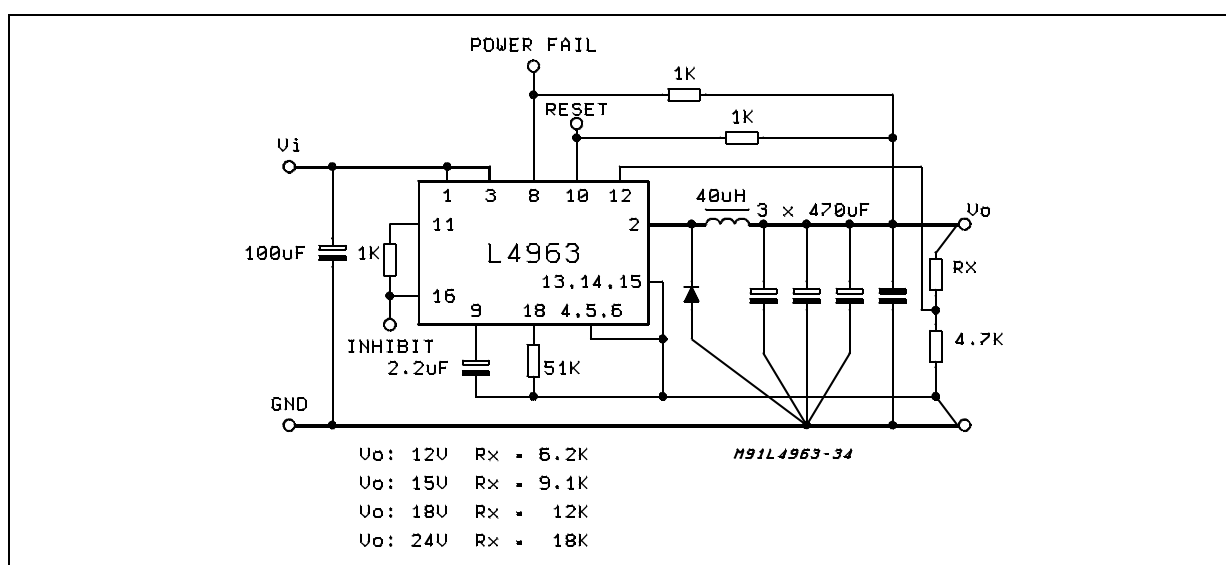 POWER FAIL
1K
RESET
1K
Vi
1 3 8 10 12
40uH
3 x 470uF
Vo
11
2
100uF
1K
L4963
13,14,15
RX
16
9 18 4,5,6
INHIBIT
2.2uF
51K
4.7K
GND
M91L4963-34
Vo: 12V Rx = 6.2K
Vo: 15V Rx = 9.1K
Vo: 18V Rx = 12K
Vo: 24V Rx = 18K